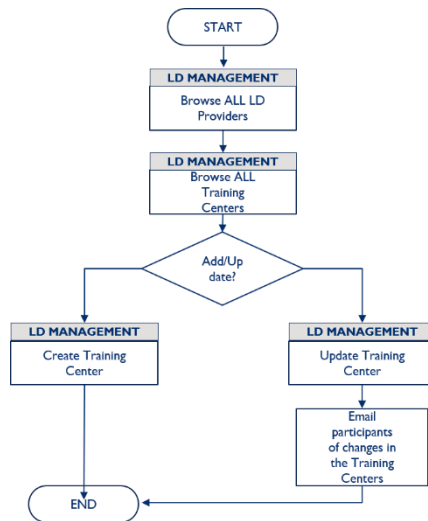 START
LD MANAGEMENT
Browse ALL LD
Providers
LD MANAGEMENT
Browse ALL
Training
Centers
Add/Up
date?
LD MANAGEMENT
Create Training
Center
LD MANAGEMENT
Update Training
Center
Email
participants
of changes in
the Training
Centers
END